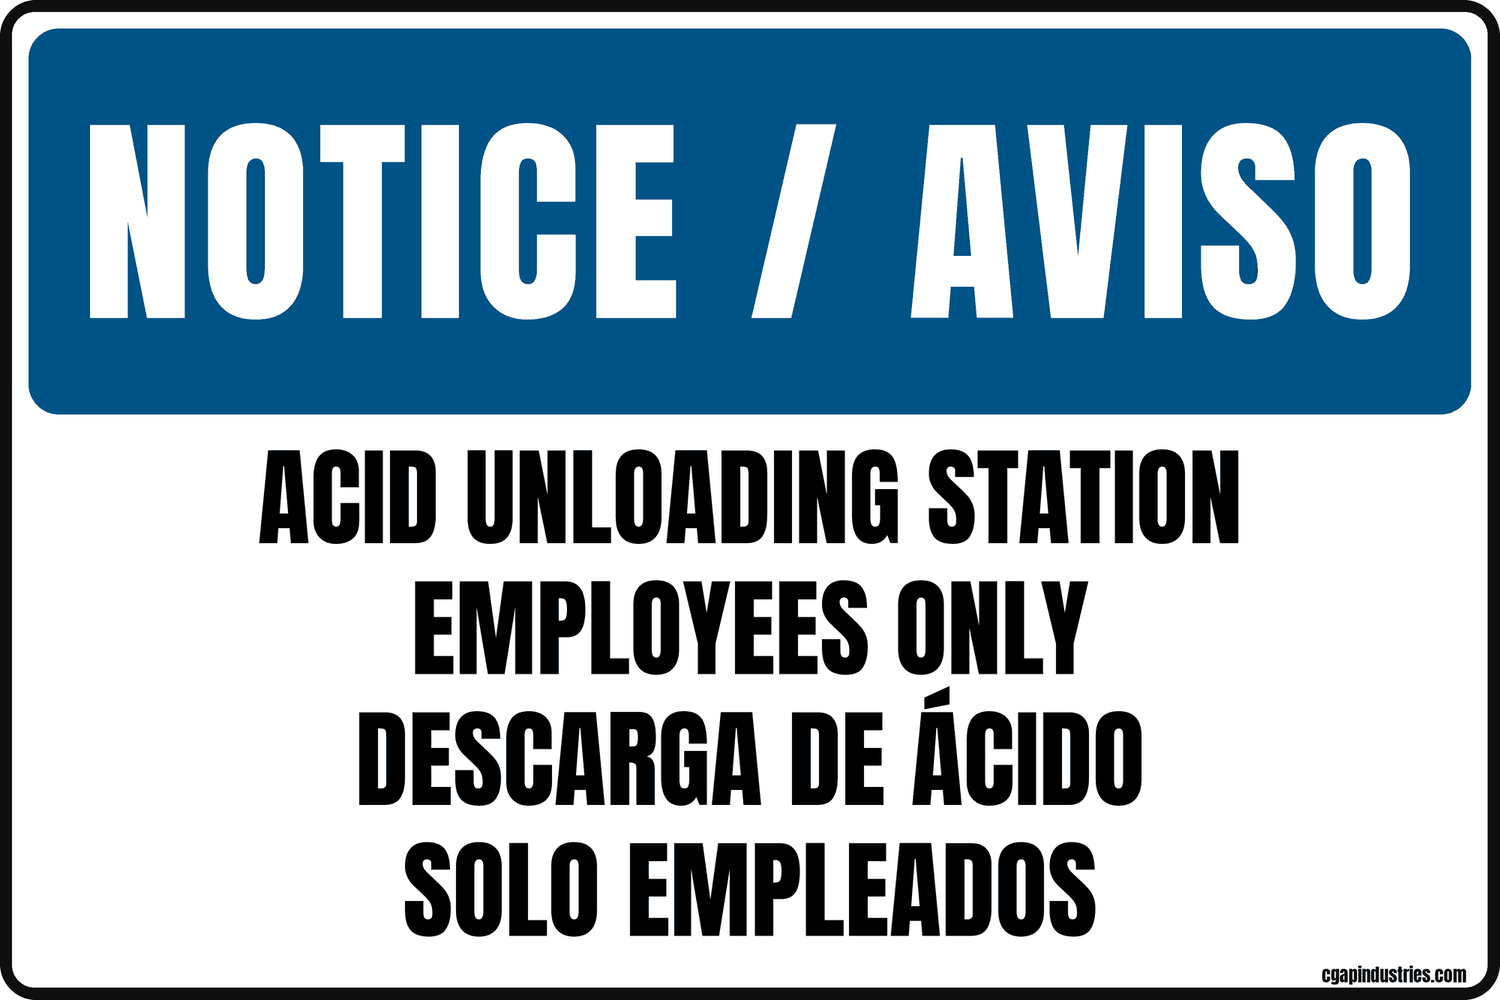 NOTICE / AVISO
ACID UNLOADING STATION
EMPLOYEES ONLY
DESCARGA DE ÁCIDO
SOLO EMPLEADOS
cgapindustries.com